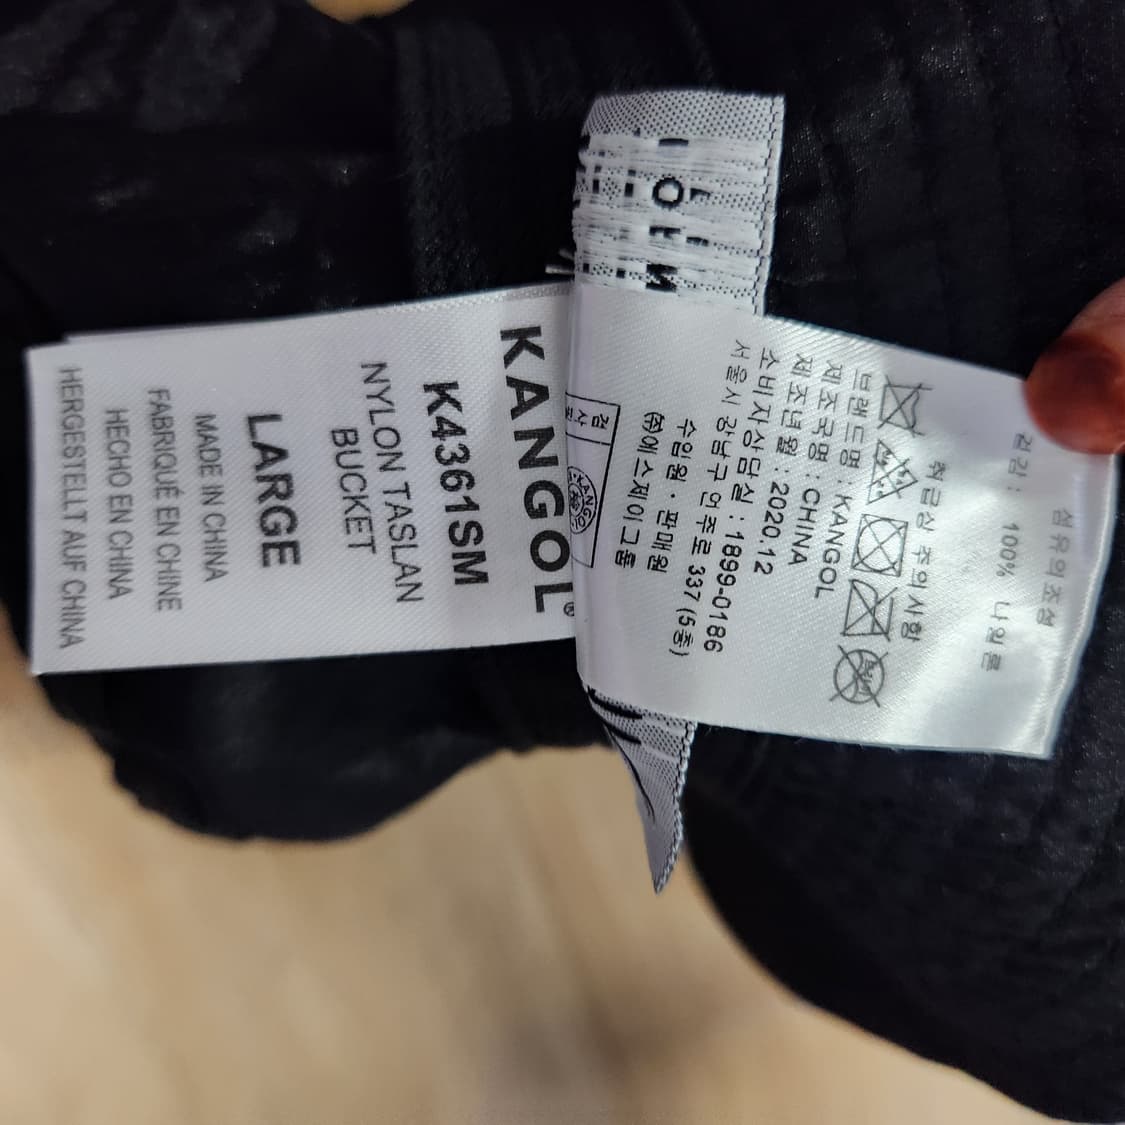 KANGOL®
K4361SM
NYLON TASLAN
BUCKET
LARGE
MADE IN CHINA
FABRIQUÉ EN CHINE
HECHO EN CHINA
HERGESTELLT AUF CHINA
섬유의조성
겉감 : 100% 나일론
취급상 주의사항
브랜드명 : KANGOL
제조국명 : CHINA
제조년월 : 2020.12
소비자상담실 : 1899-0186
서울시 강남구 언주로 337 (5층)
수입원 · 판매원
㈜에스제이그룹
검사
KANGOL